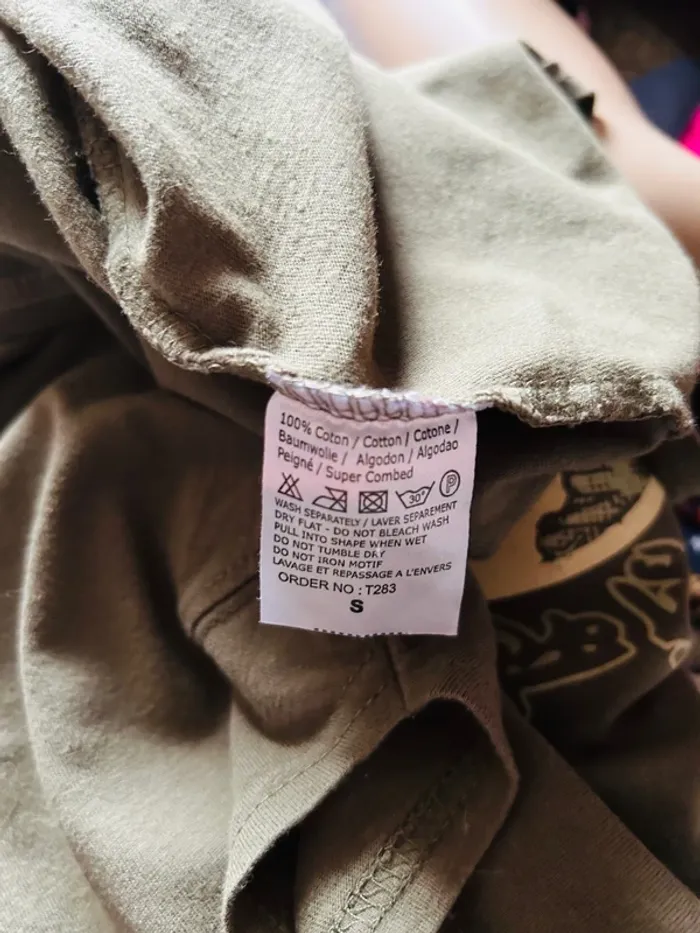 100% Coton / Cotton / Cotone /
Baumwolle / Algodon / Algodao
Peigné / Super Combed
30°
P
WASH SEPARATELY / LAVER SEPAREMENT
DRY FLAT - DO NOT BLEACH WASH
PULL INTO SHAPE WHEN WET
DO NOT TUMBLE DRY
DO NOT IRON MOTIF
LAVAGE ET REPASSAGE A L'ENVERS
ORDER NO : T283
S